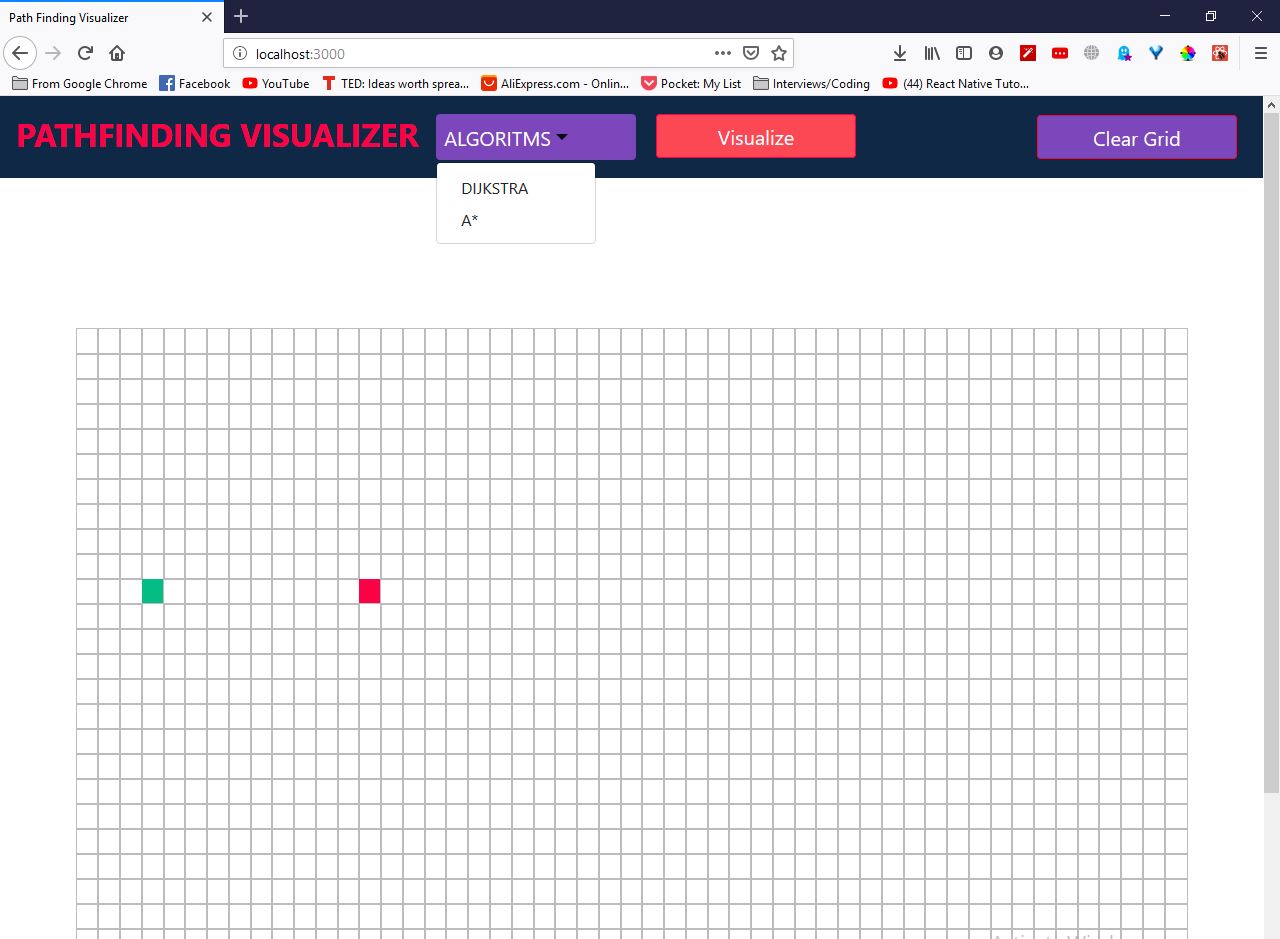 Path Finding Visualizer
localhost:3000
From Google Chrome Facebook YouTube TED: Ideas worth sprea... AliExpress.com - Onlin... Pocket: My List Interviews/Coding (44) React Native Tuto...
PATHFINDING VISUALIZER ALGORITMS Visualize Clear Grid
DIJKSTRA
A*